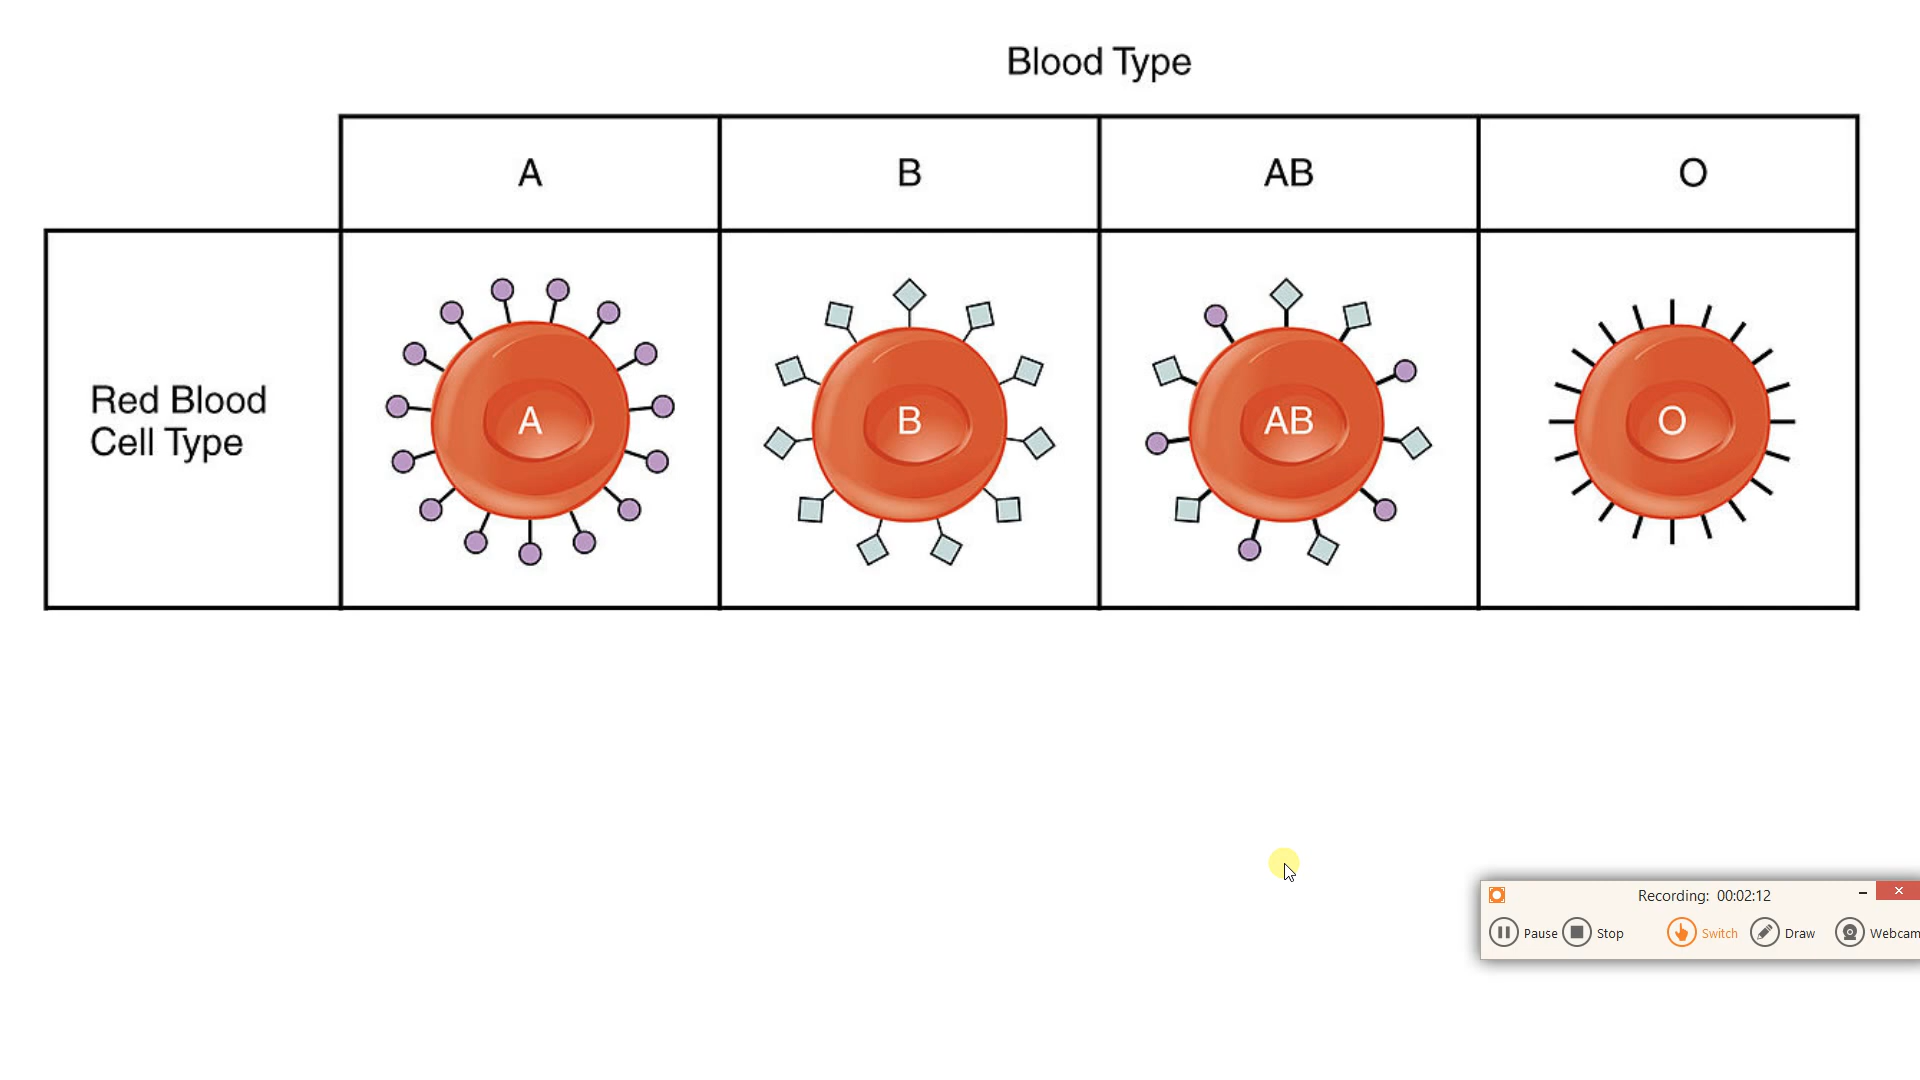 Blood Type
A
B
AB
O
Red Blood
Cell Type
A
B
AB
O
Recording: 00:02:12
Pause
Stop
Switch
Draw
Webcam